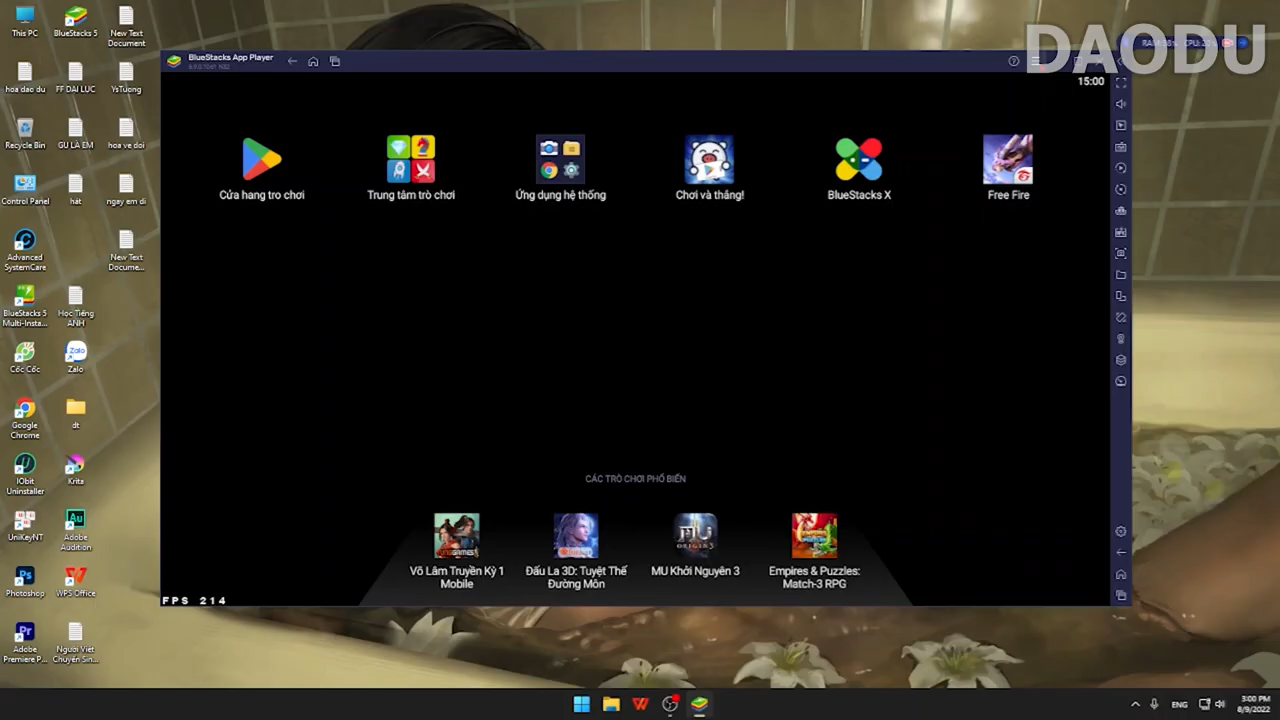 This PC
BlueStacks 5
New Text
Document
hoa dao du
FF DAI LUC
YsTuong
Recycle Bin
GU LÀ EM
hoa ve doi
Control Panel
hát
ngay em di
Advanced
SystemCare
New Text
Docume...
BlueStacks 5
Multi-Insta...
Học Tiếng
ANH
Cốc Cốc
Zalo
Google
Chrome
dt
IObit
Uninstaller
Krita
UniKeyNT
Adobe
Audition
Photoshop
WPS Office
Adobe
Premiere P...
Người Việt
Chuyển Sin...
DAODU
BlueStacks App Player
15:00
Cửa hang tro chơi
Trung tâm trò chơi
Ứng dụng hệ thống
Chơi và thắng!
BlueStacks X
Free Fire
CÁC TRÒ CHƠI PHỔ BIẾN
Võ Lâm Truyền Kỳ 1
Mobile
Đấu La 3D: Tuyệt Thế
Đường Môn
MU Khởi Nguyên 3
Empires & Puzzles:
Match-3 RPG
FPS 214
ENG
3:00 PM
8/9/2022